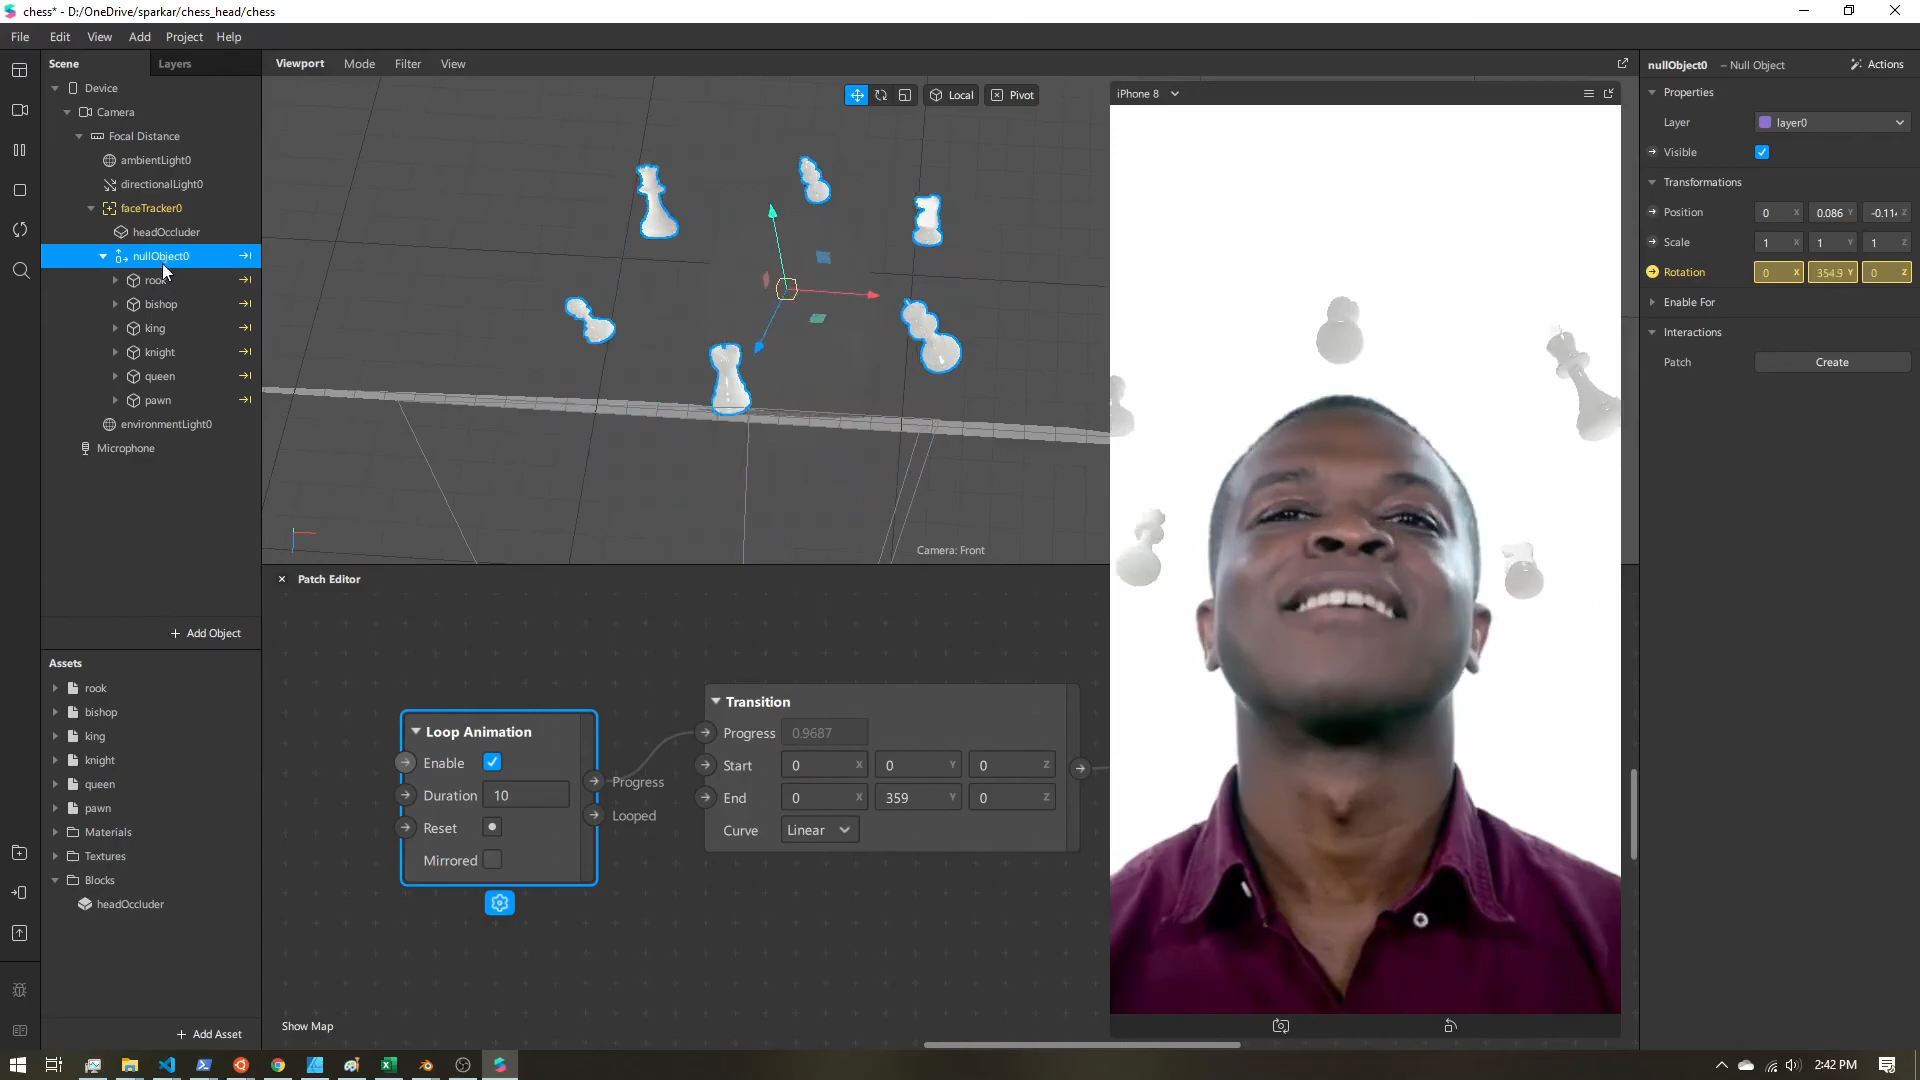 chess* - D:/OneDrive/sparkar/chess_head/chess
File Edit View Add Project Help
Scene Layers
Device
Camera
Focal Distance
ambientLight0
directionalLight0
faceTracker0
headOccluder
nullObject0
rook
bishop
king
knight
queen
pawn
environmentLight0
Microphone
+ Add Object
Assets
rook
bishop
king
knight
queen
pawn
Materials
Textures
Blocks
headOccluder
+ Add Asset
Viewport Mode Filter View
Local Pivot
Camera: Front
× Patch Editor
Loop Animation
Enable
Duration 10
Reset
Mirrored
Progress
Looped
Transition
Progress 0.9687
Start 0 X 0 Y 0 Z
End 0 X 359 Y 0 Z
Curve Linear
Show Map
iPhone 8
nullObject0 – Null Object Actions
Properties
Layer layer0
Visible
Transformations
Position 0 X 0.086 Y -0.11 Z
Scale 1 X 1 Y 1 Z
Rotation 0 X 354.9 Y 0 Z
Enable For
Interactions
Patch Create
2:42 PM